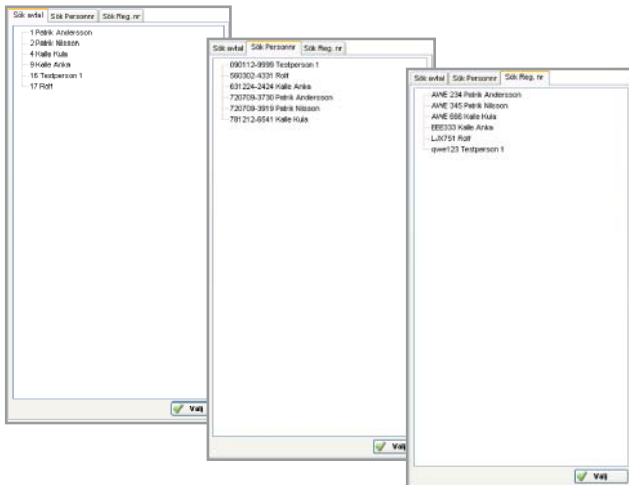 Sök avtal Sök Personnr Sök Reg. nr
1 Patrik Andersson
2 Patrik Nilsson
4 Kalle Kula
9 Kalle Anka
16 Testperson 1
17 Rolf
Välj
Sök avtal Sök Personnr Sök Reg. nr
090112-9999 Testperson 1
560302-4331 Rolf
631224-2424 Kalle Anka
720709-3730 Patrik Andersson
720709-3919 Patrik Nilsson
781212-6541 Kalle Kula
Välj
Sök avtal Sök Personnr Sök Reg. nr
AWE 234 Patrik Andersson
AWE 345 Patrik Nilsson
AWE 666 Kalle Kula
EEE333 Kalle Anka
LJX751 Rolf
qwe123 Testperson 1
Välj